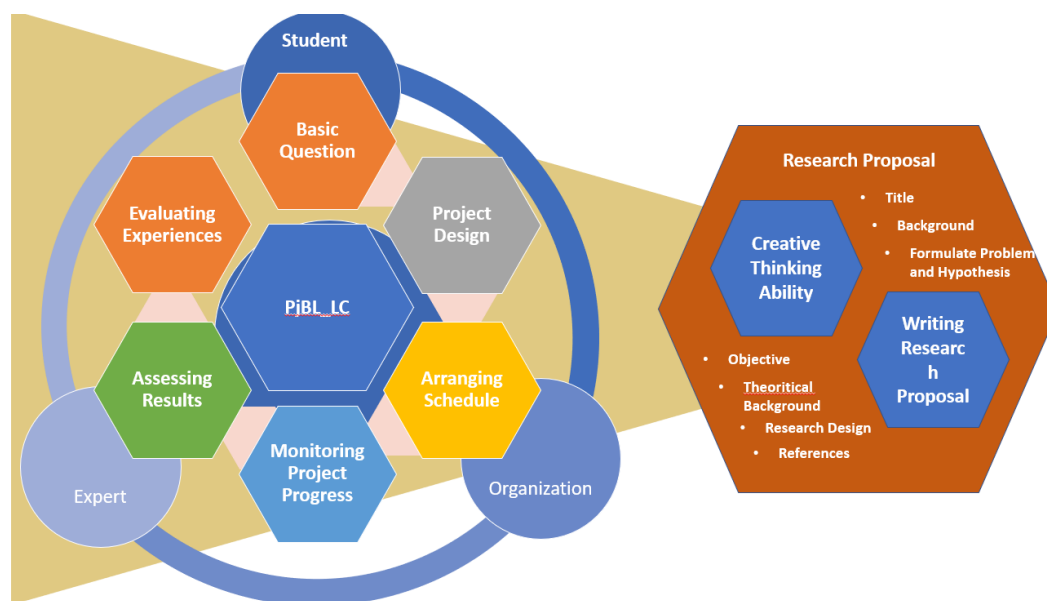 Student
Basic
Question
Evaluating
Experiences
Project
Design
PjBL_LC
Assessing
Results
Arranging
Schedule
Monitoring
Project
Progress
Expert
Organization
Research Proposal
• Title
• Background
• Formulate Problem
and Hypothesis
Creative
Thinking
Ability
Writing
Researc
h
Proposal
• Objective
• Theoritical
Background
• Research Design
• References